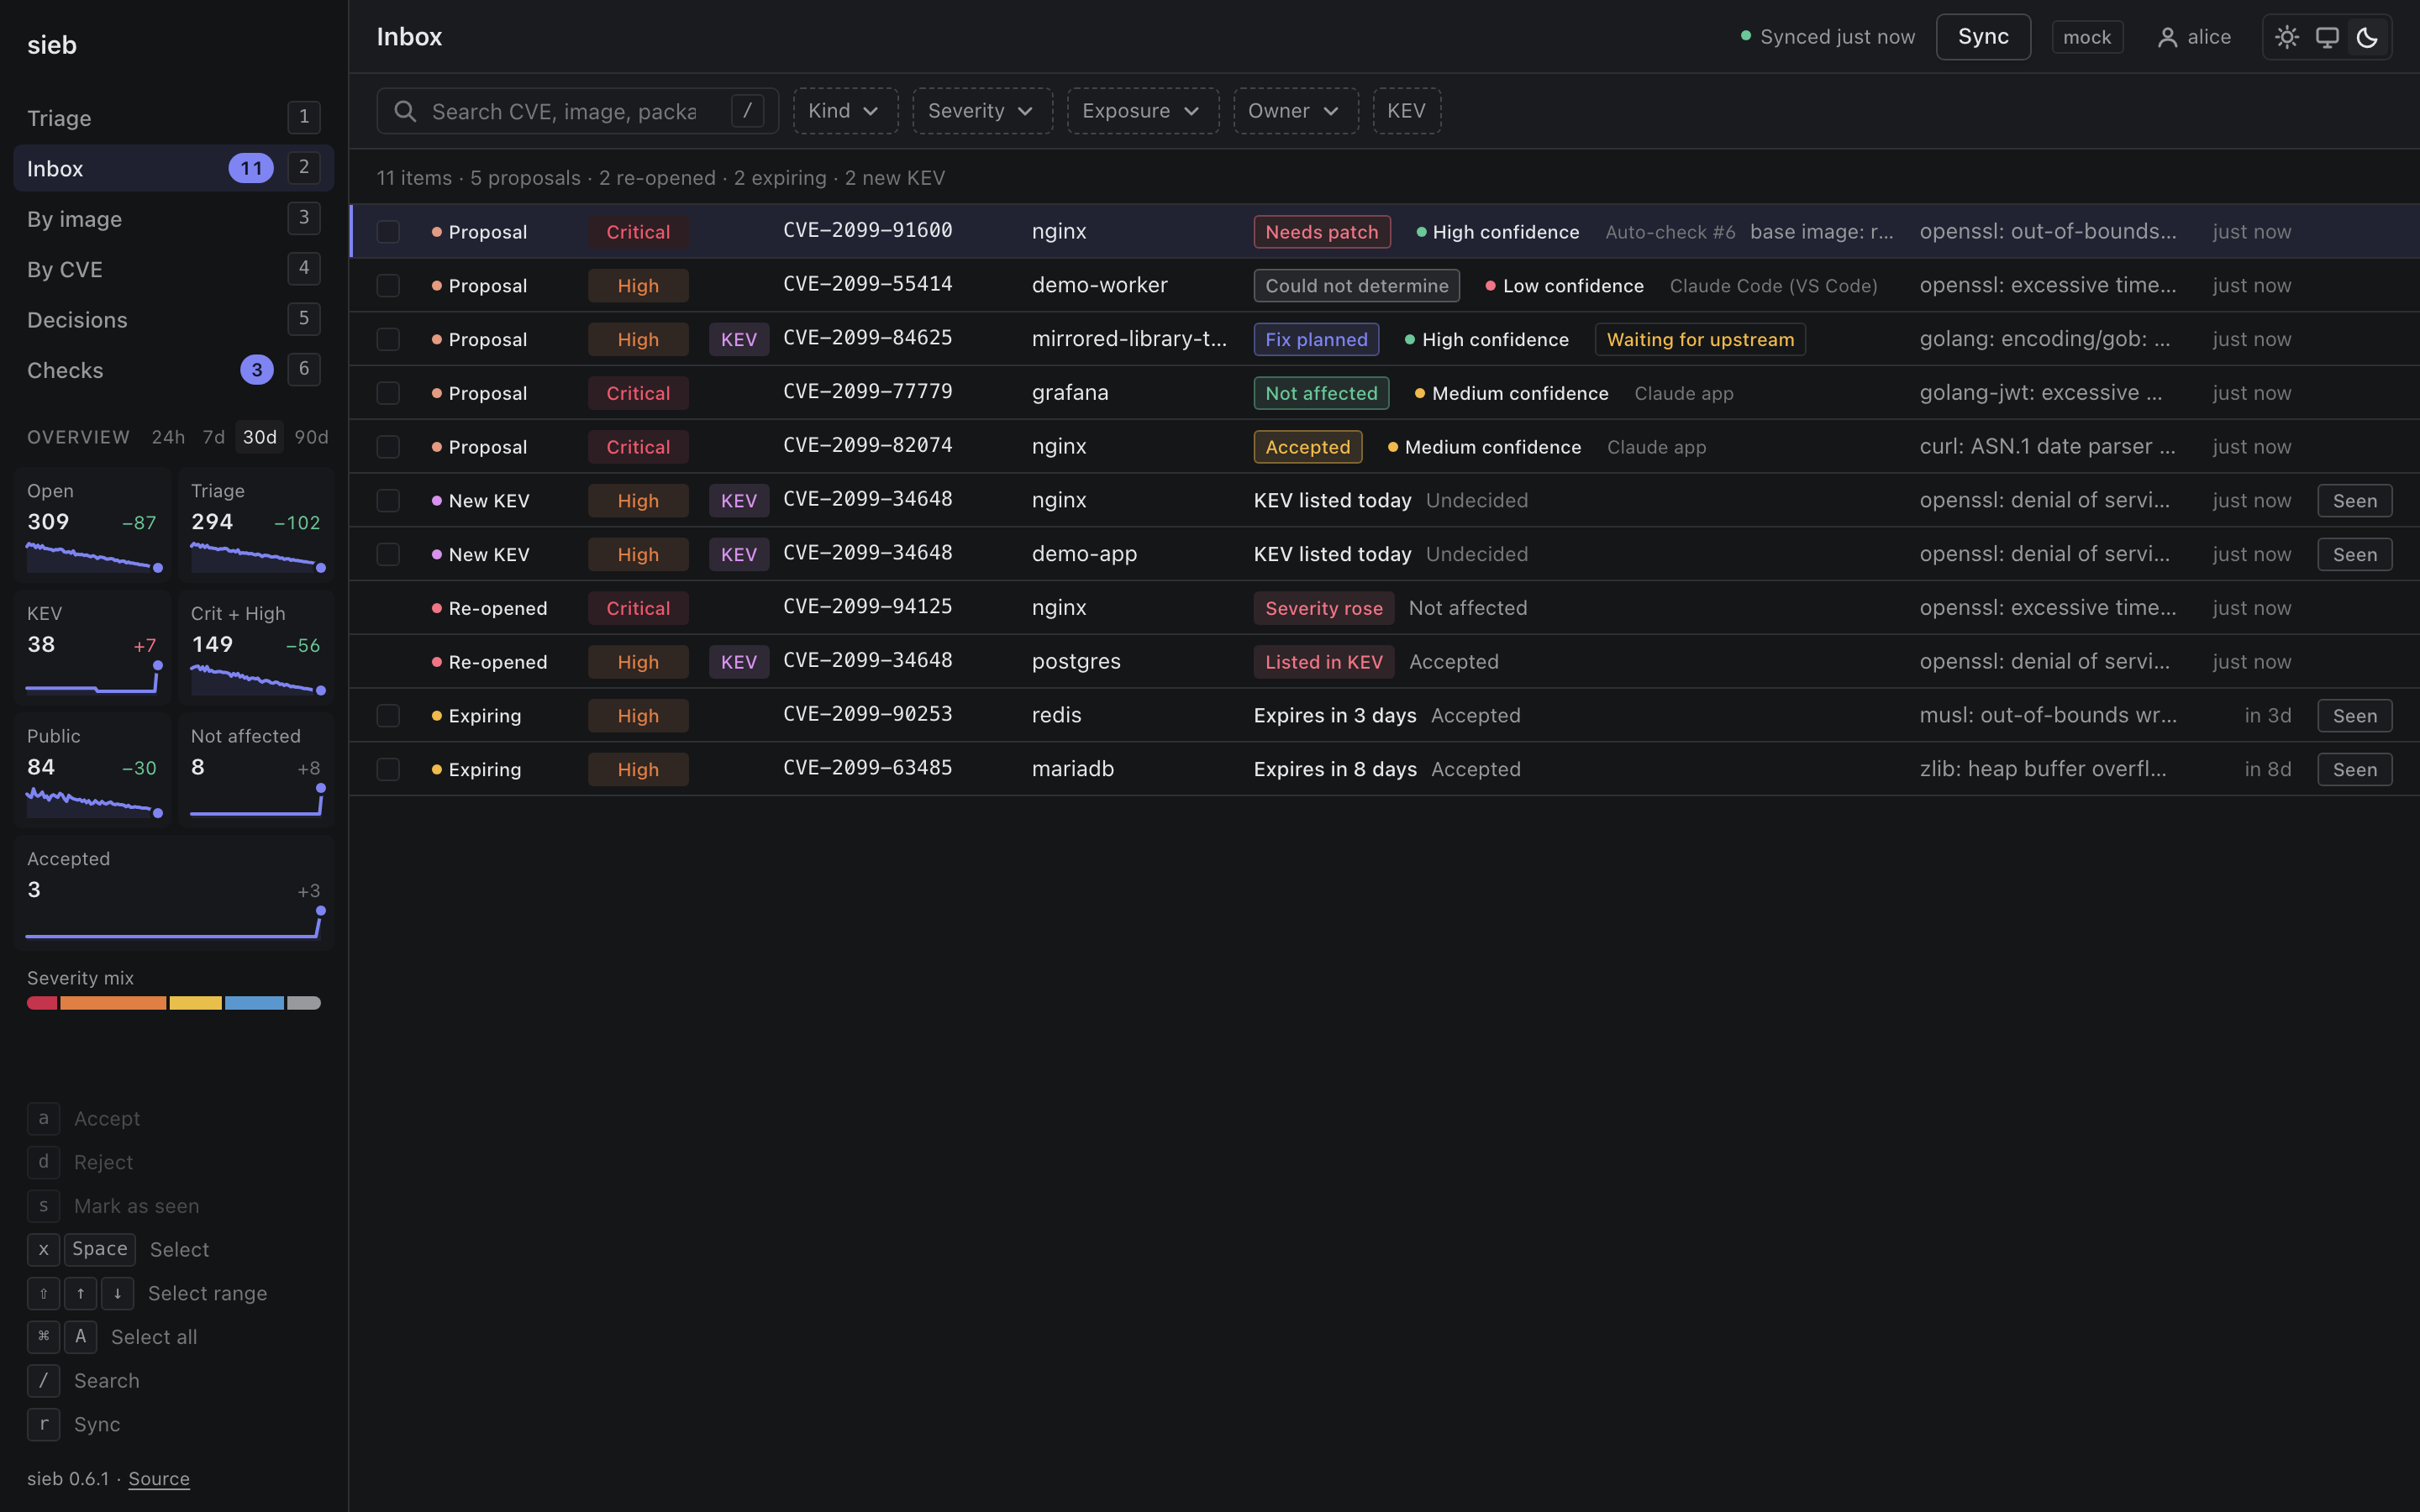 sieb
Triage 1
Inbox 11 2
By image 3
By CVE 4
Decisions 5
Checks 3 6
OVERVIEW 24h 7d 30d 90d
Open
309 −87
Triage
294 −102
KEV
38 +7
Crit + High
149 −56
Public
84 −30
Not affected
8 +8
Accepted
3 +3
Severity mix
a Accept
d Reject
s Mark as seen
x Space Select
⇧ ↑ ↓ Select range
⌘ A Select all
/ Search
r Sync
sieb 0.6.1 · Source
Inbox
Synced just now Sync mock alice
Search CVE, image, packa / Kind Severity Exposure Owner KEV
11 items · 5 proposals · 2 re-opened · 2 expiring · 2 new KEV
Proposal Critical CVE-2099-91600 nginx Needs patch High confidence Auto-check #6 base image: r... openssl: out-of-bounds... just now
Proposal High CVE-2099-55414 demo-worker Could not determine Low confidence Claude Code (VS Code) openssl: excessive time... just now
Proposal High KEV CVE-2099-84625 mirrored-library-t... Fix planned High confidence Waiting for upstream golang: encoding/gob: ... just now
Proposal Critical CVE-2099-77779 grafana Not affected Medium confidence Claude app golang-jwt: excessive ... just now
Proposal Critical CVE-2099-82074 nginx Accepted Medium confidence Claude app curl: ASN.1 date parser ... just now
New KEV High KEV CVE-2099-34648 nginx KEV listed today Undecided openssl: denial of servi... just now Seen
New KEV High KEV CVE-2099-34648 demo-app KEV listed today Undecided openssl: denial of servi... just now Seen
Re-opened Critical CVE-2099-94125 nginx Severity rose Not affected openssl: excessive time... just now
Re-opened High KEV CVE-2099-34648 postgres Listed in KEV Accepted openssl: denial of servi... just now
Expiring High CVE-2099-90253 redis Expires in 3 days Accepted musl: out-of-bounds wr... in 3d Seen
Expiring High CVE-2099-63485 mariadb Expires in 8 days Accepted zlib: heap buffer overfl... in 8d Seen